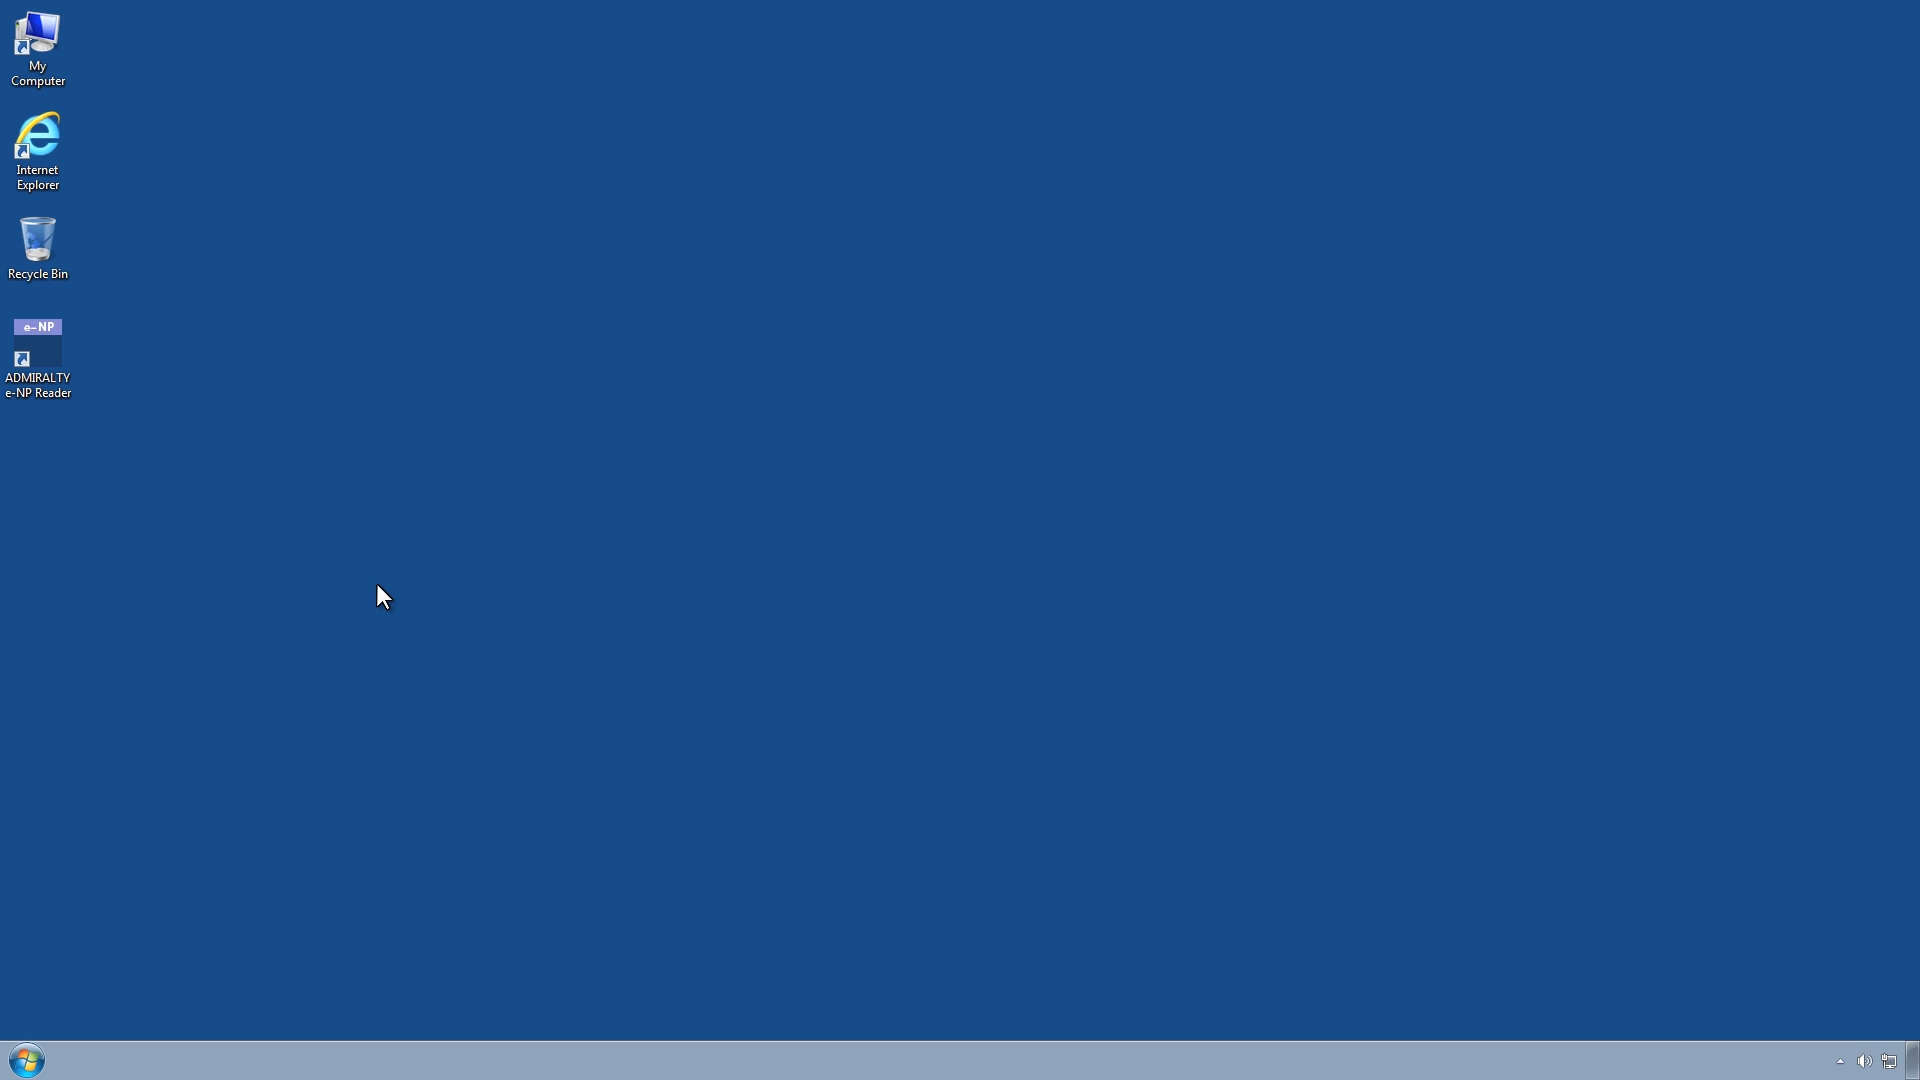 My
Computer
Internet
Explorer
Recycle Bin
e-NP
ADMIRALTY
e-NP Reader